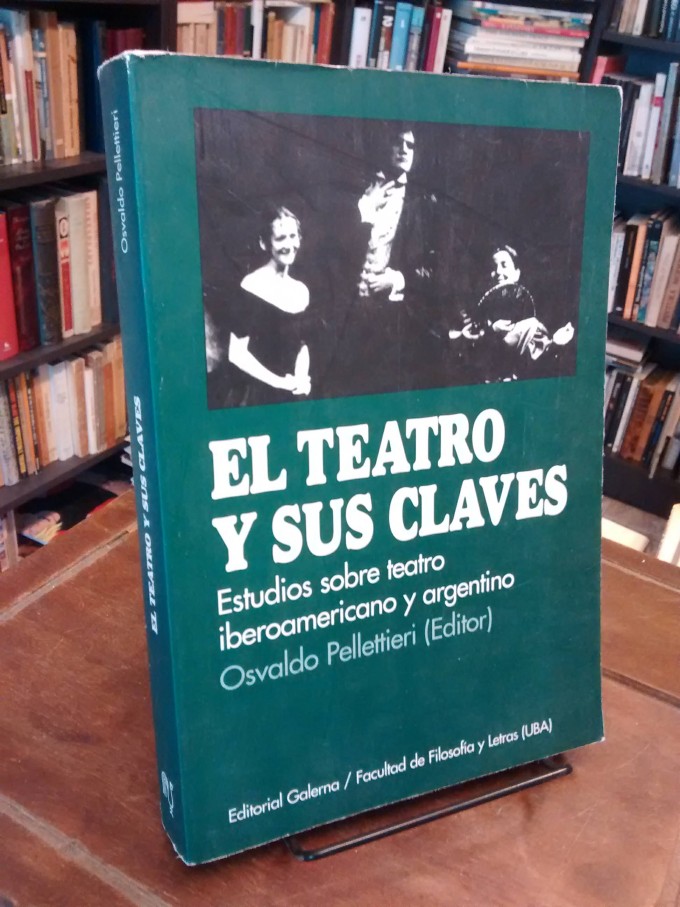 Osvaldo Pellettieri
EL TEATRO Y SUS CLAVES
EL TEATRO
Y SUS CLAVES
Estudios sobre teatro
iberoamericano y argentino
Osvaldo Pellettieri (Editor)
Editorial Galerna / Facultad de Filosofía y Letras (UBA)